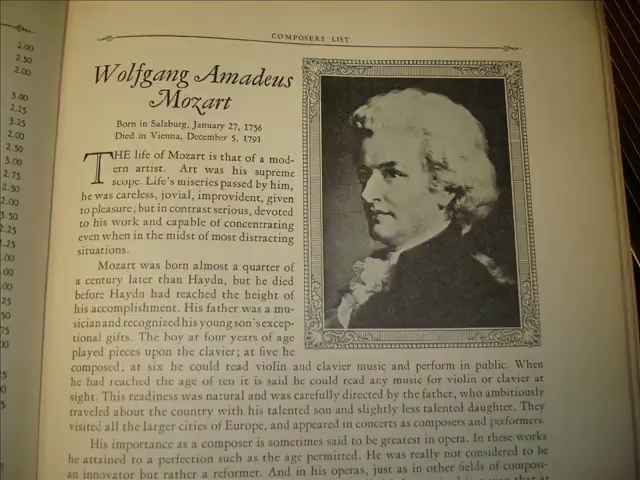 2.00
2.50
2.00
3.00
2.25
3.25
2.00
2.50
3.00
2.75
2.50
2.25
2.00
3.50
2.25
COMPOSERS LIST
Wolfgang Amadeus
Mozart
Born in Salzburg, January 27, 1756
Died in Vienna, December 5, 1791
THE life of Mozart is that of a mod-
ern artist. Art was his supreme
scope. Life's miseries passed by him,
he was careless, jovial, improvident, given
to pleasure; but in contrast serious, devoted
to his work and capable of concentrating
even when in the midst of most distracting
situations.
Mozart was born almost a quarter of
a century later than Haydn, but he died
before Haydn had reached the height of
his accomplishment. His father was a mu-
sician and recognized his young son's excep-
tional gifts. The boy at four years of age
played pieces upon the clavier; at five he
composed; at six he could read violin and clavier music and perform in public. When
he had reached the age of ten it is said he could read any music for violin or clavier at
sight. This readiness was natural and was carefully directed by the father, who ambitiously
traveled about the country with his talented son and slightly less talented daughter. They
visited all the larger cities of Europe, and appeared in concerts as composers and performers.
His importance as a composer is sometimes said to be greatest in opera. In these works
he attained to perfection such as the age permitted. He was really not considered to be
an innovator but rather a reformer. And in his operas, just as in other fields of compou-